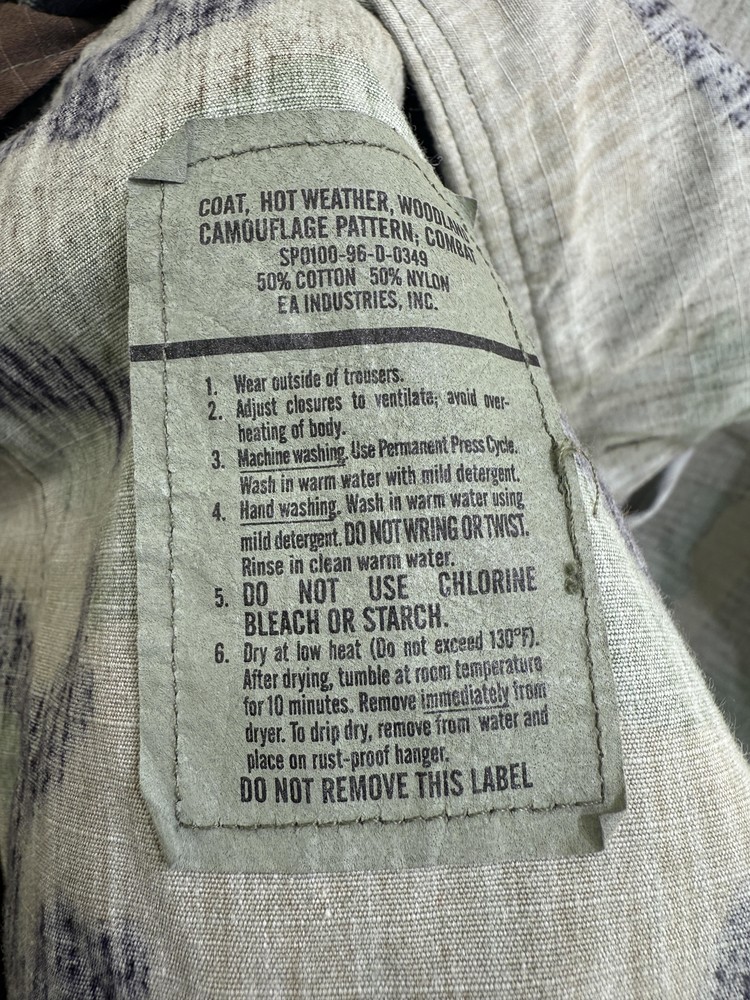 COAT, HOT WEATHER, WOODLAND
CAMOUFLAGE PATTERN, COMBAT
SP0100-96-D-0349
50% COTTON 50% NYLON
EA INDUSTRIES, INC.
1. Wear outside of trousers.
2. Adjust closures to ventilate; avoid over-
heating of body.
3. Machine washing. Use Permanent Press Cycle.
Wash in warm water with mild detergent.
4. Hand washing. Wash in warm water using
mild detergent. DO NOT WRING OR TWIST.
Rinse in clean warm water.
5. DO NOT USE CHLORINE
BLEACH OR STARCH.
6. Dry at low heat (Do not exceed 130°F).
After drying, tumble at room temperature
for 10 minutes. Remove immediately from
dryer. To drip dry, remove from water and
place on rust-proof hanger.
DO NOT REMOVE THIS LABEL